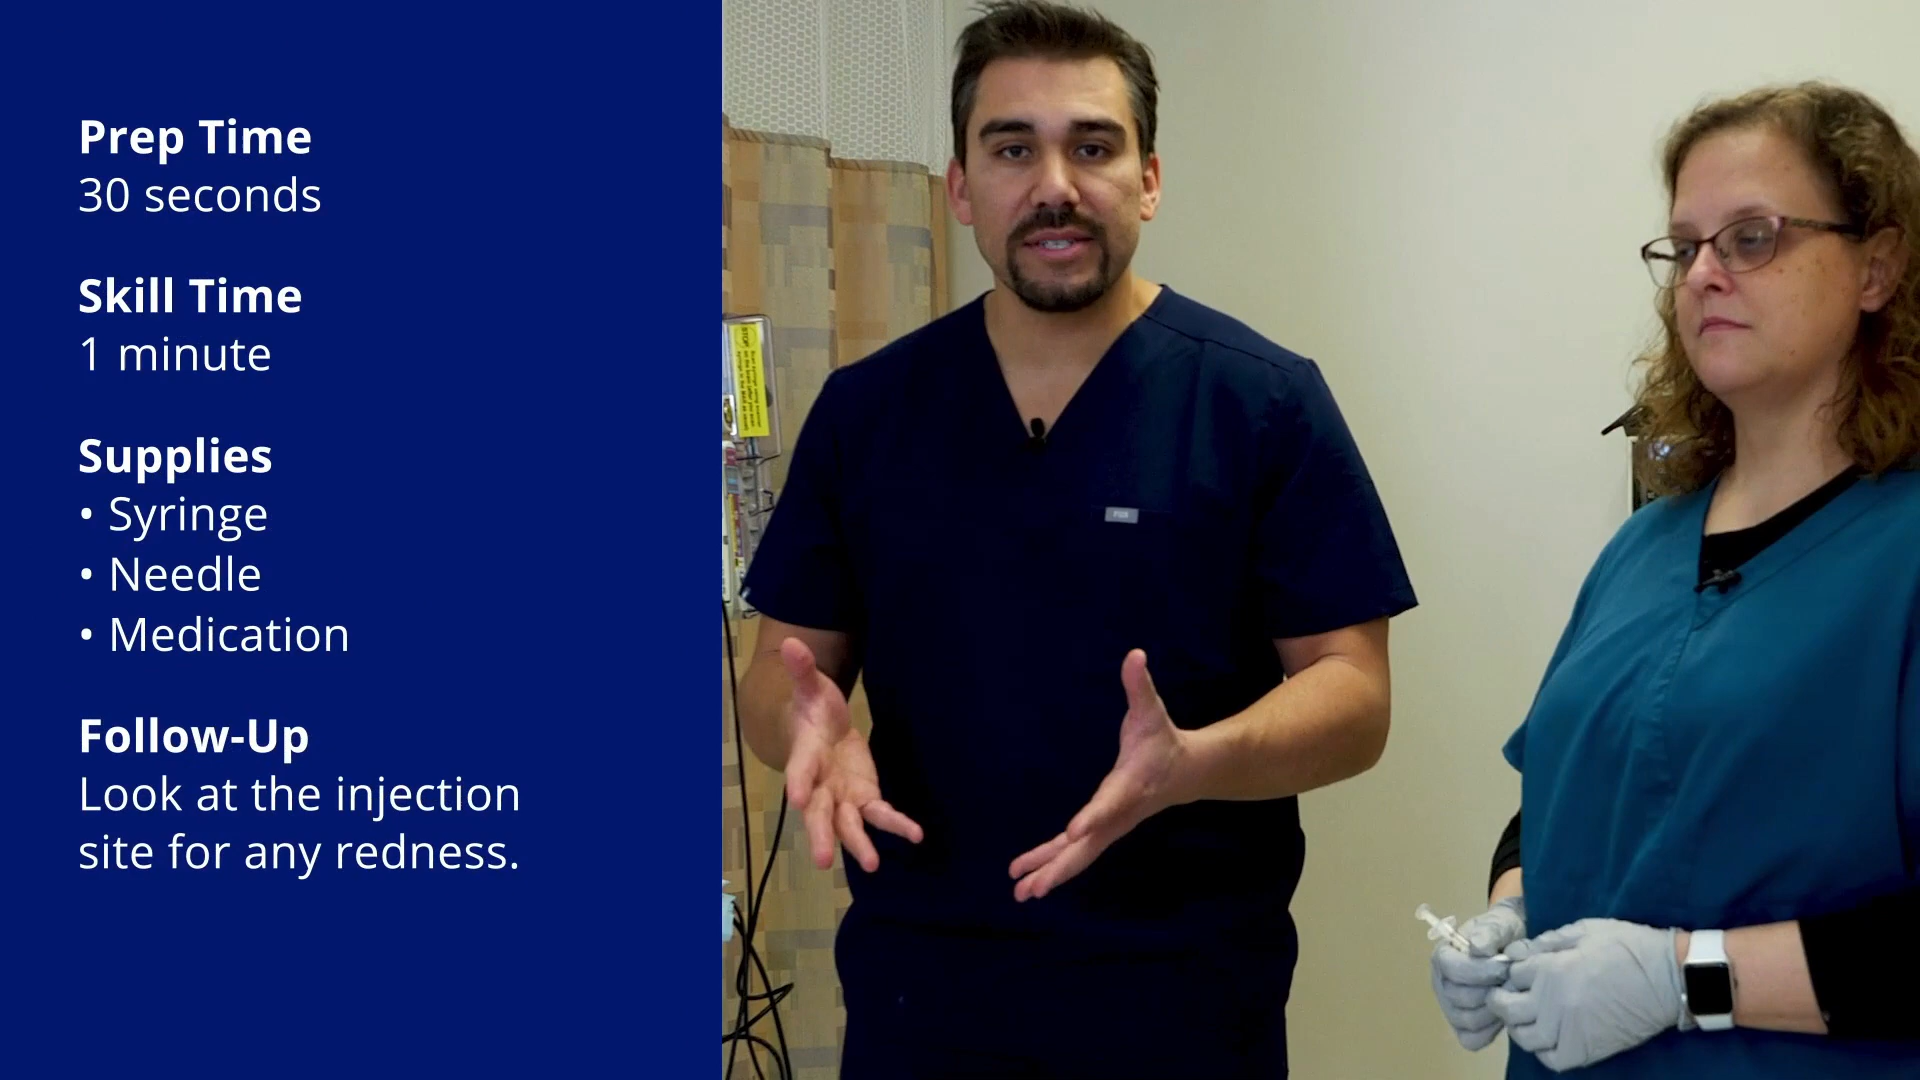 Prep Time
30 seconds
Skill Time
1 minute
Supplies
• Syringe
• Needle
• Medication
Follow-Up
Look at the injection
site for any redness.